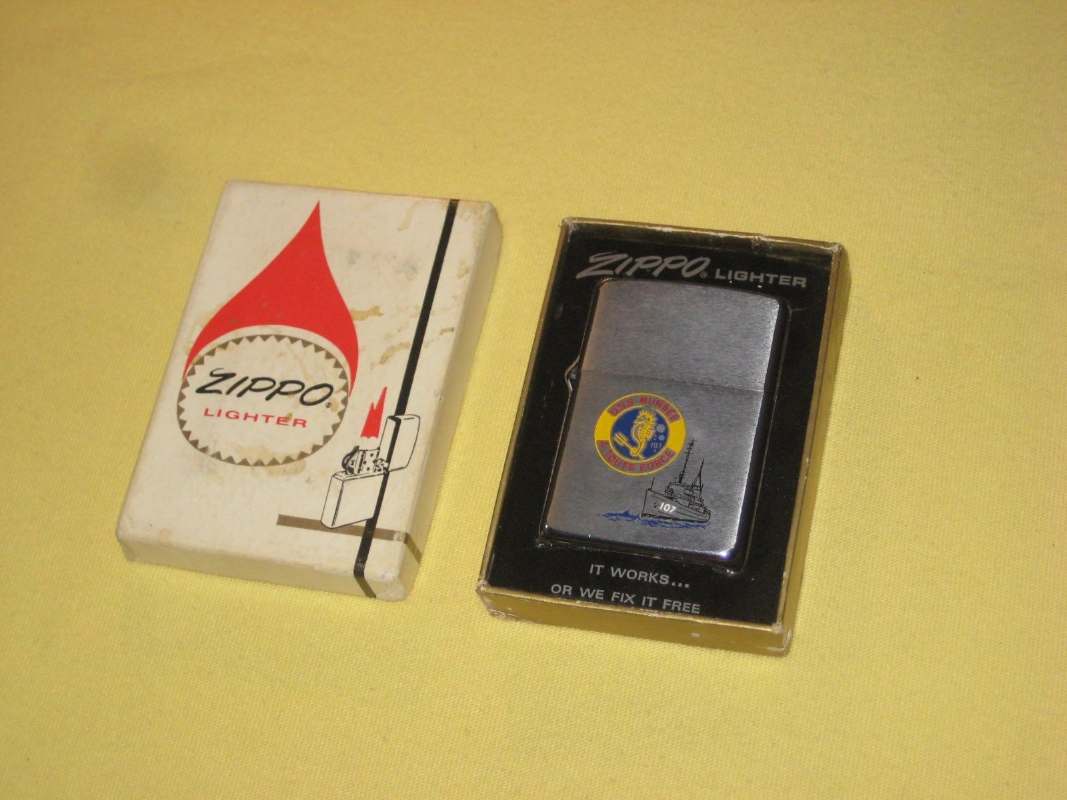 ZIPPO®
LIGHTER
ZIPPO® LIGHTER
107
IT WORKS...
OR WE FIX IT FREE